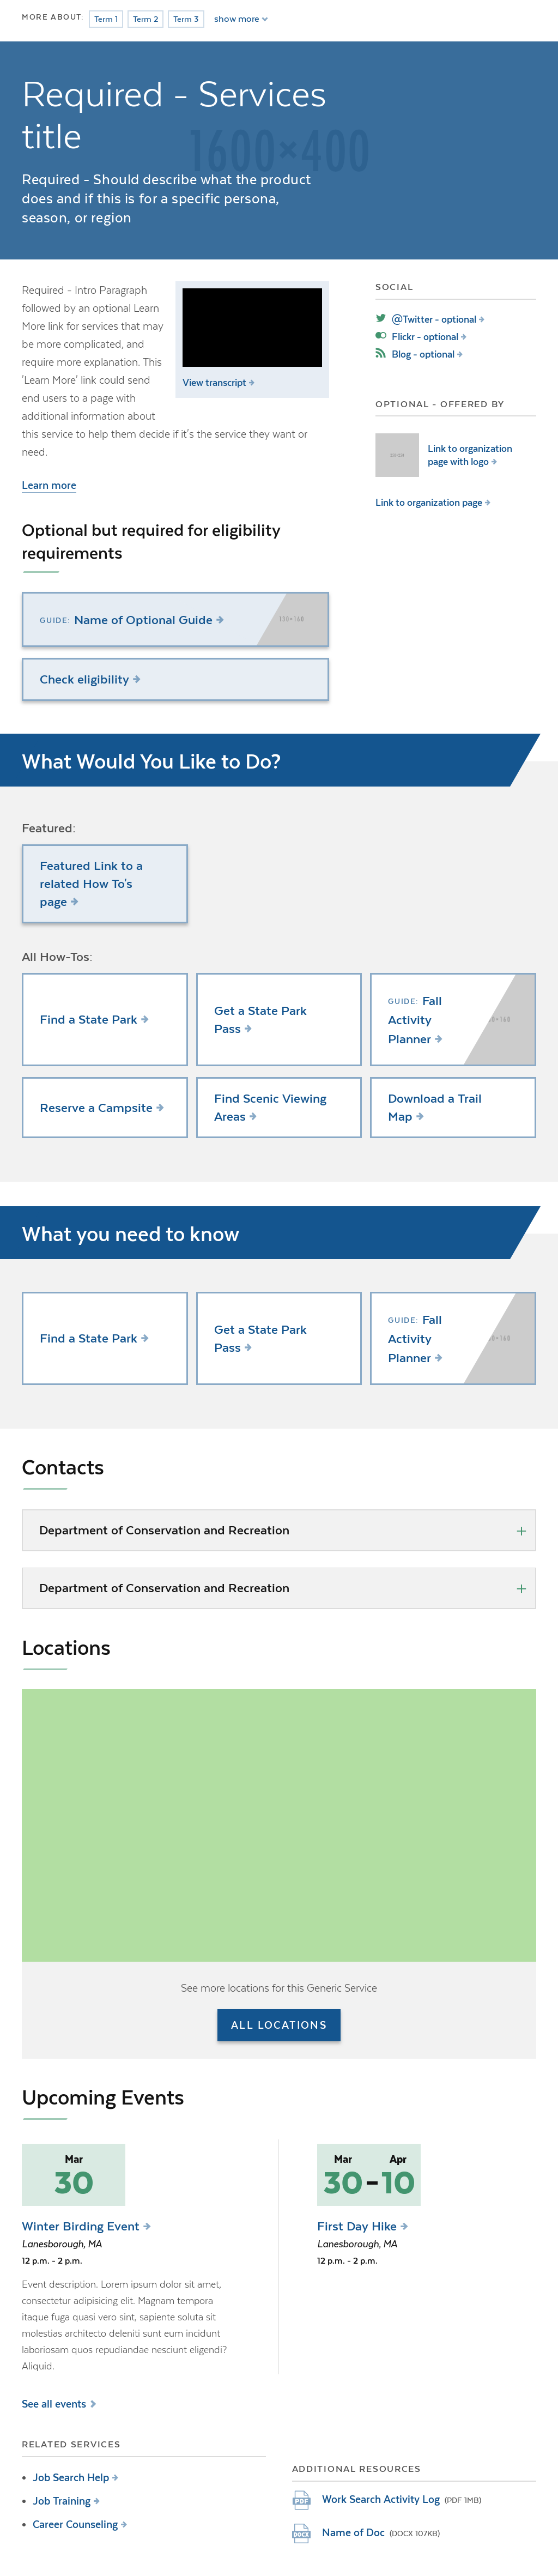 MORE ABOUT: Term 1 Term 2 Term 3 show more
Required - Services
title
1600×400
Required - Should describe what the product
does and if this is for a specific persona,
season, or region
Required - Intro Paragraph
followed by an optional Learn
More link for services that may
be more complicated, and
require more explanation. This
'Learn More' link could send
end users to a page with
additional information about
this service to help them decide if it's the service they want or
need.
View transcript
Learn more
SOCIAL
@Twitter - optional
Flickr - optional
Blog - optional
OPTIONAL - OFFERED BY
Link to organization
page with logo
Link to organization page
Optional but required for eligibility
requirements
GUIDE: Name of Optional Guide
130×160
Check eligibility
What Would You Like to Do?
Featured:
Featured Link to a
related How To's
page
All How-Tos:
Find a State Park
Get a State Park
Pass
GUIDE: Fall
Activity
Planner
Reserve a Campsite
Find Scenic Viewing
Areas
Download a Trail
Map
What you need to know
Find a State Park
Get a State Park
Pass
GUIDE: Fall
Activity
Planner
Contacts
Department of Conservation and Recreation +
Department of Conservation and Recreation +
Locations
See more locations for this Generic Service
ALL LOCATIONS
Upcoming Events
Mar
30
Winter Birding Event
Lanesborough, MA
12 p.m. - 2 p.m.
Event description. Lorem ipsum dolor sit amet,
consectetur adipisicing elit. Magnam tempora
itaque fuga quasi vero sint, sapiente soluta sit
molestias architecto deleniti sunt eum incidunt
laboriosam quos repudiandae nesciunt eligendi?
Aliquid.
Mar Apr
30-10
First Day Hike
Lanesborough, MA
12 p.m. - 2 p.m.
See all events
RELATED SERVICES
• Job Search Help
• Job Training
• Career Counseling
ADDITIONAL RESOURCES
PDF Work Search Activity Log (PDF 1MB)
DOCX Name of Doc (DOCX 107KB)